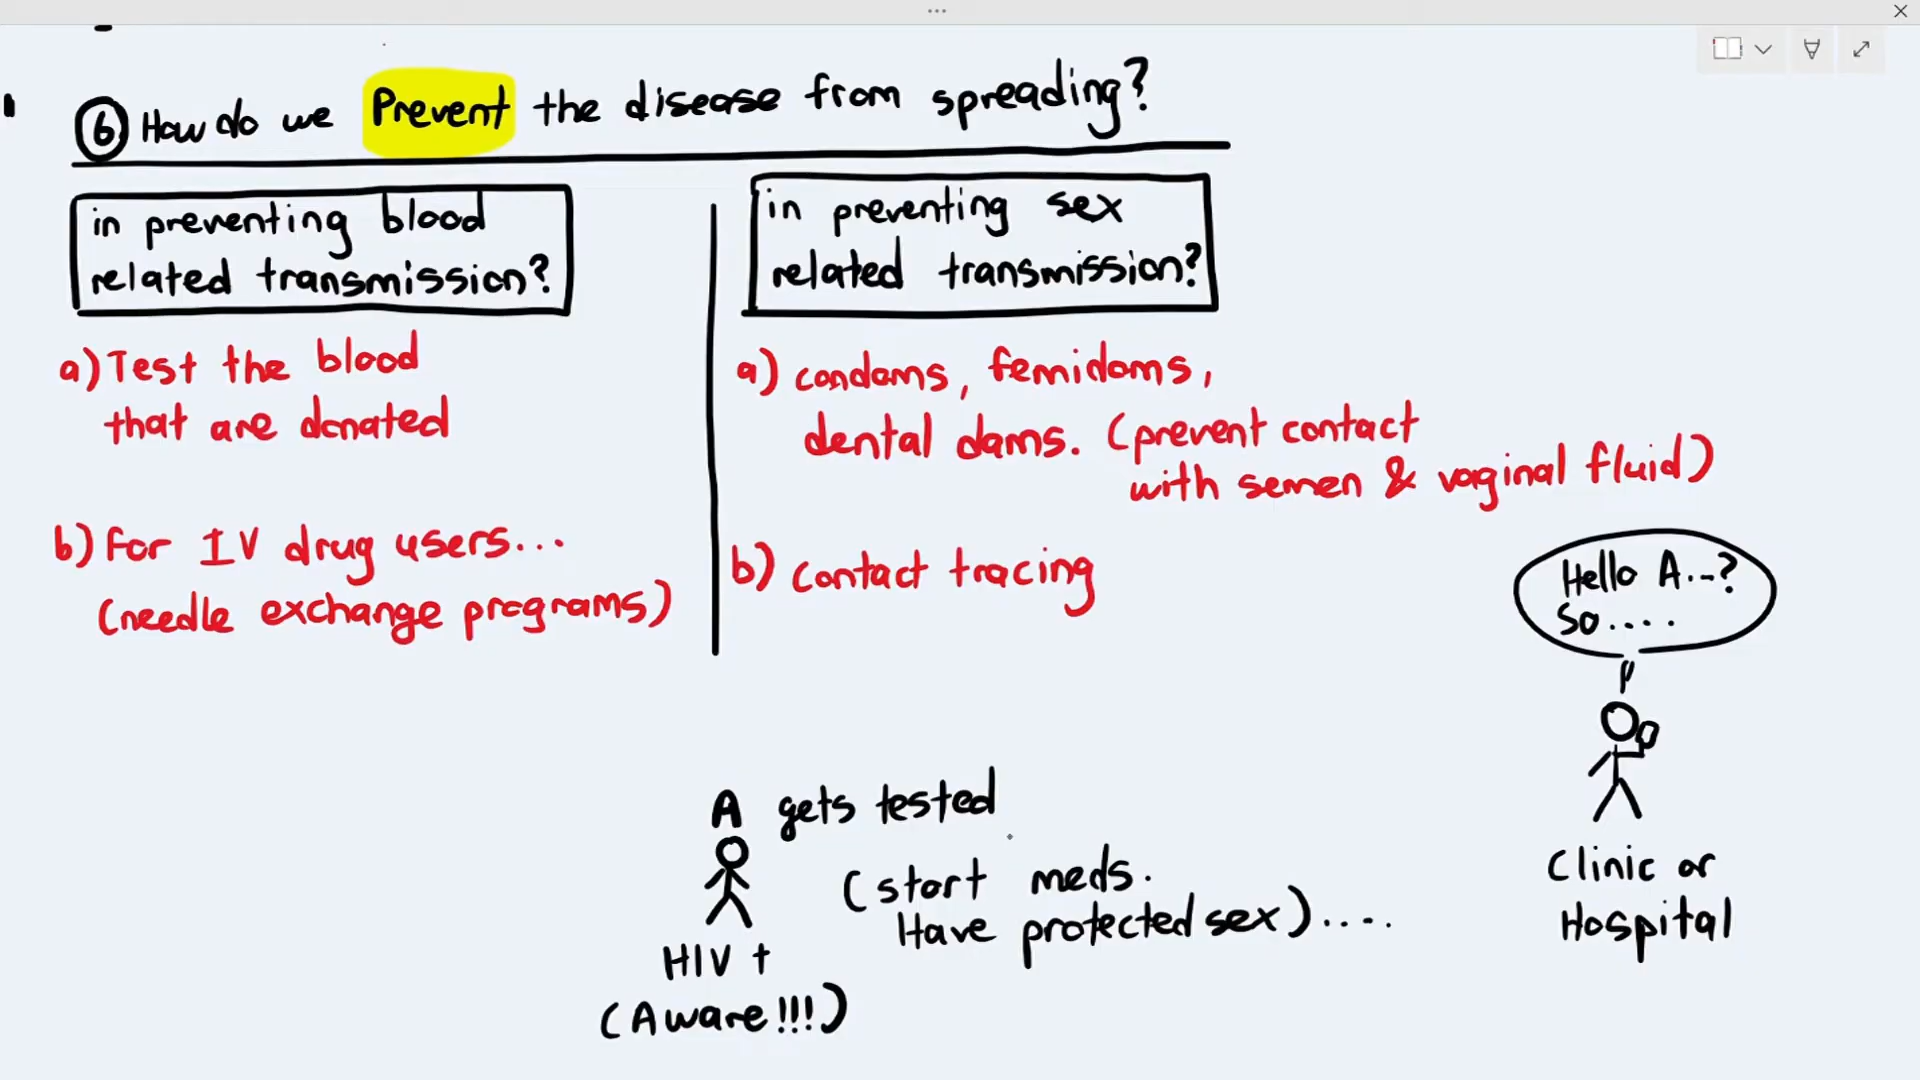 6 How do we Prevent the disease from spreading?
in preventing blood
related transmission?
a) Test the blood
that are donated
b) For IV drug users...
(needle exchange programs)
in preventing sex
related transmission?
a) condoms, femidoms,
dental dams. (prevent contact
with semen & vaginal fluid)
b) contact tracing
Hello A...?
So....
Clinic or
Hospital
A gets tested
(start meds.
Have protected sex)....
HIV +
(Aware!!!)